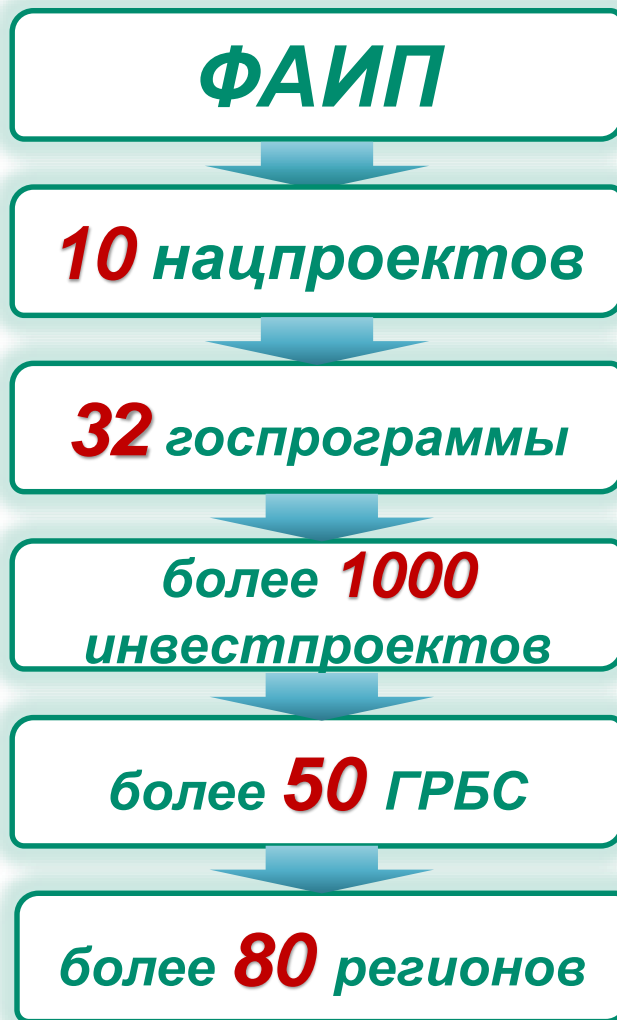 ФАИП
10 нацпроектов
32 госпрограммы
более 1000
инвестпроектов
более 50 ГРБС
более 80 регионов